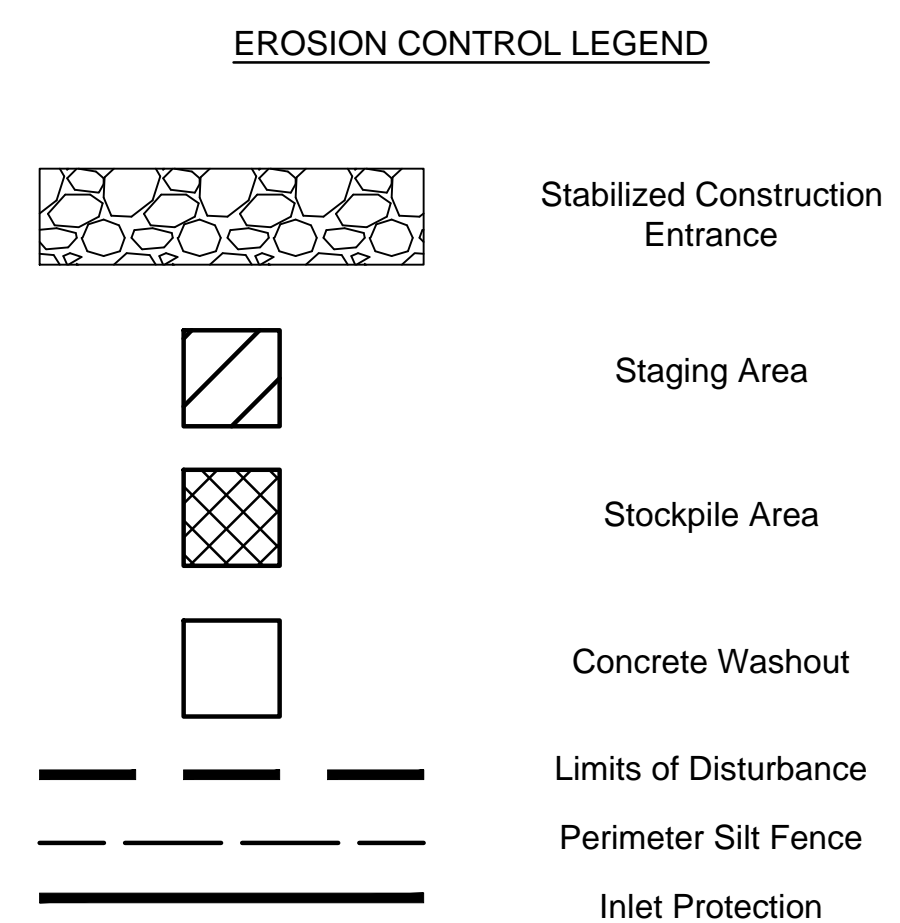 EROSION CONTROL LEGEND
Stabilized Construction
Entrance
Staging Area
Stockpile Area
Concrete Washout
Limits of Disturbance
Perimeter Silt Fence
Inlet Protection